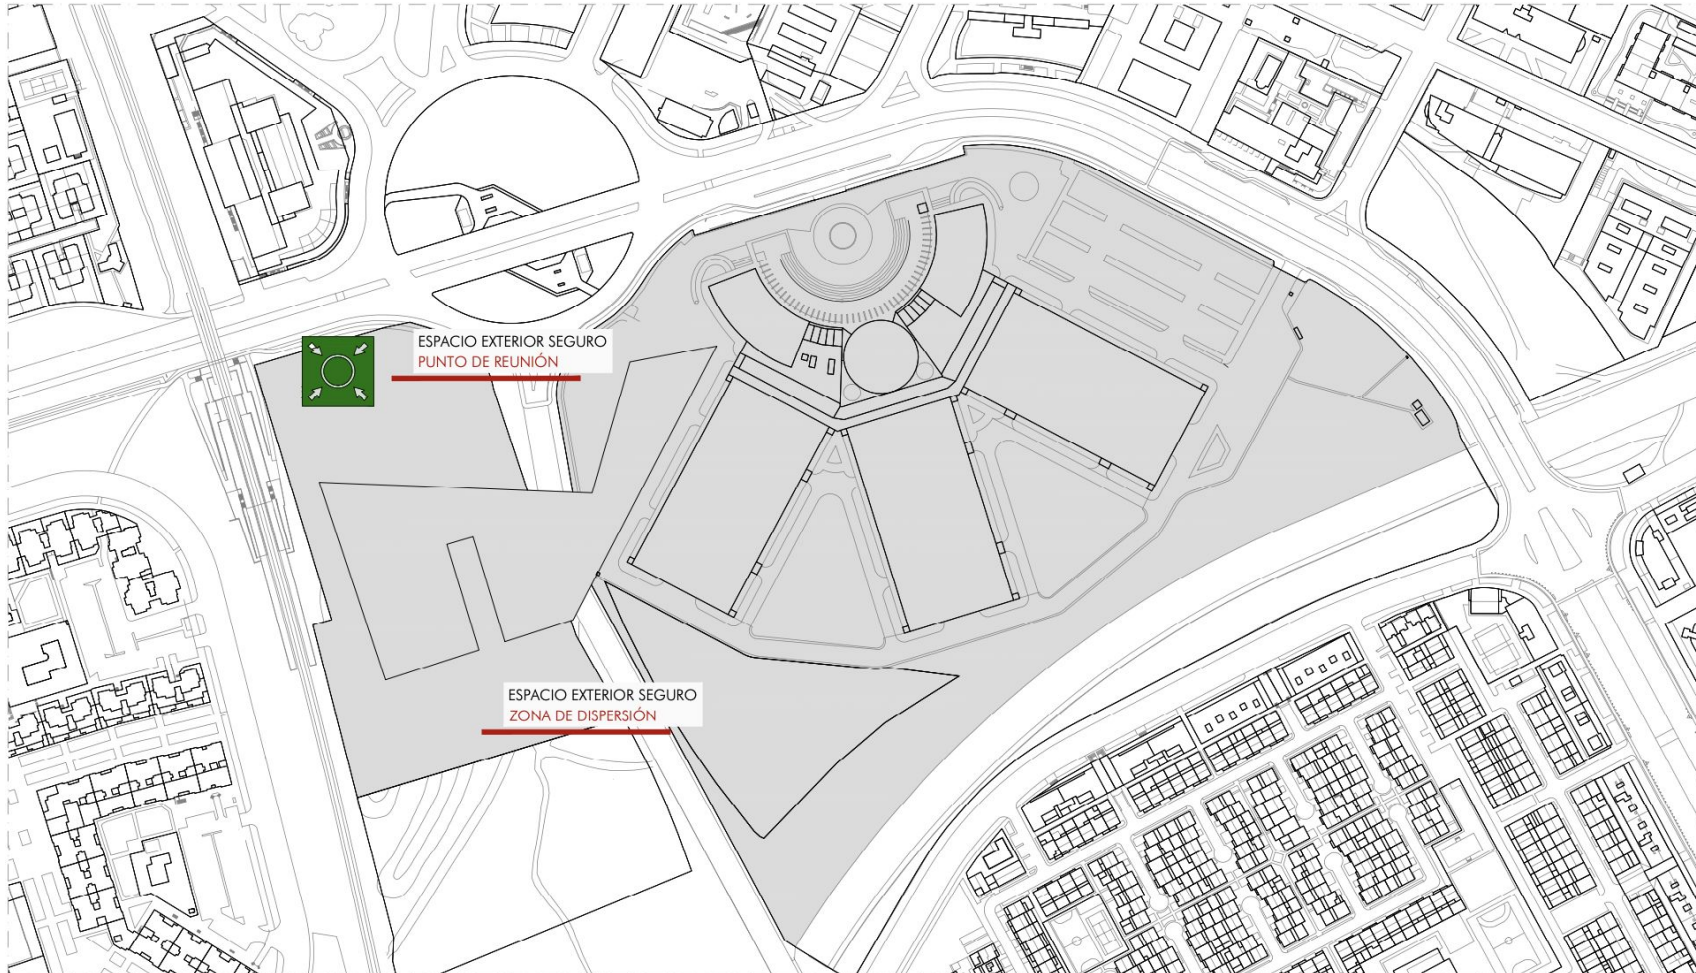 ESPACIO EXTERIOR SEGURO
PUNTO DE REUNIÓN
ESPACIO EXTERIOR SEGURO
ZONA DE DISPERSIÓN